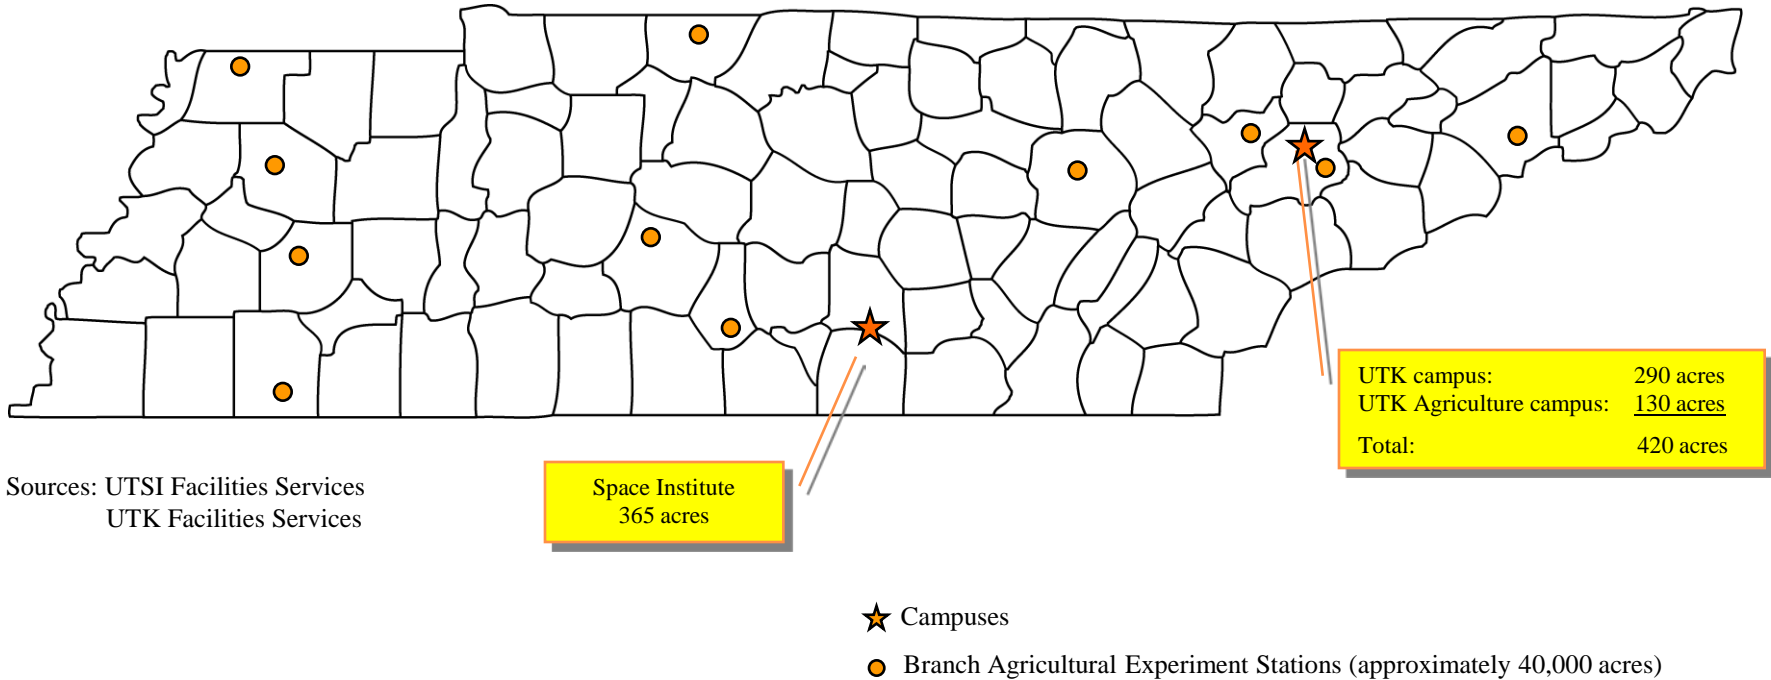 UTK campus: 290 acres
UTK Agriculture campus: 130 acres
Total: 420 acres
Sources: UTSI Facilities Services
UTK Facilities Services
Space Institute
365 acres
Campuses
Branch Agricultural Experiment Stations (approximately 40,000 acres)